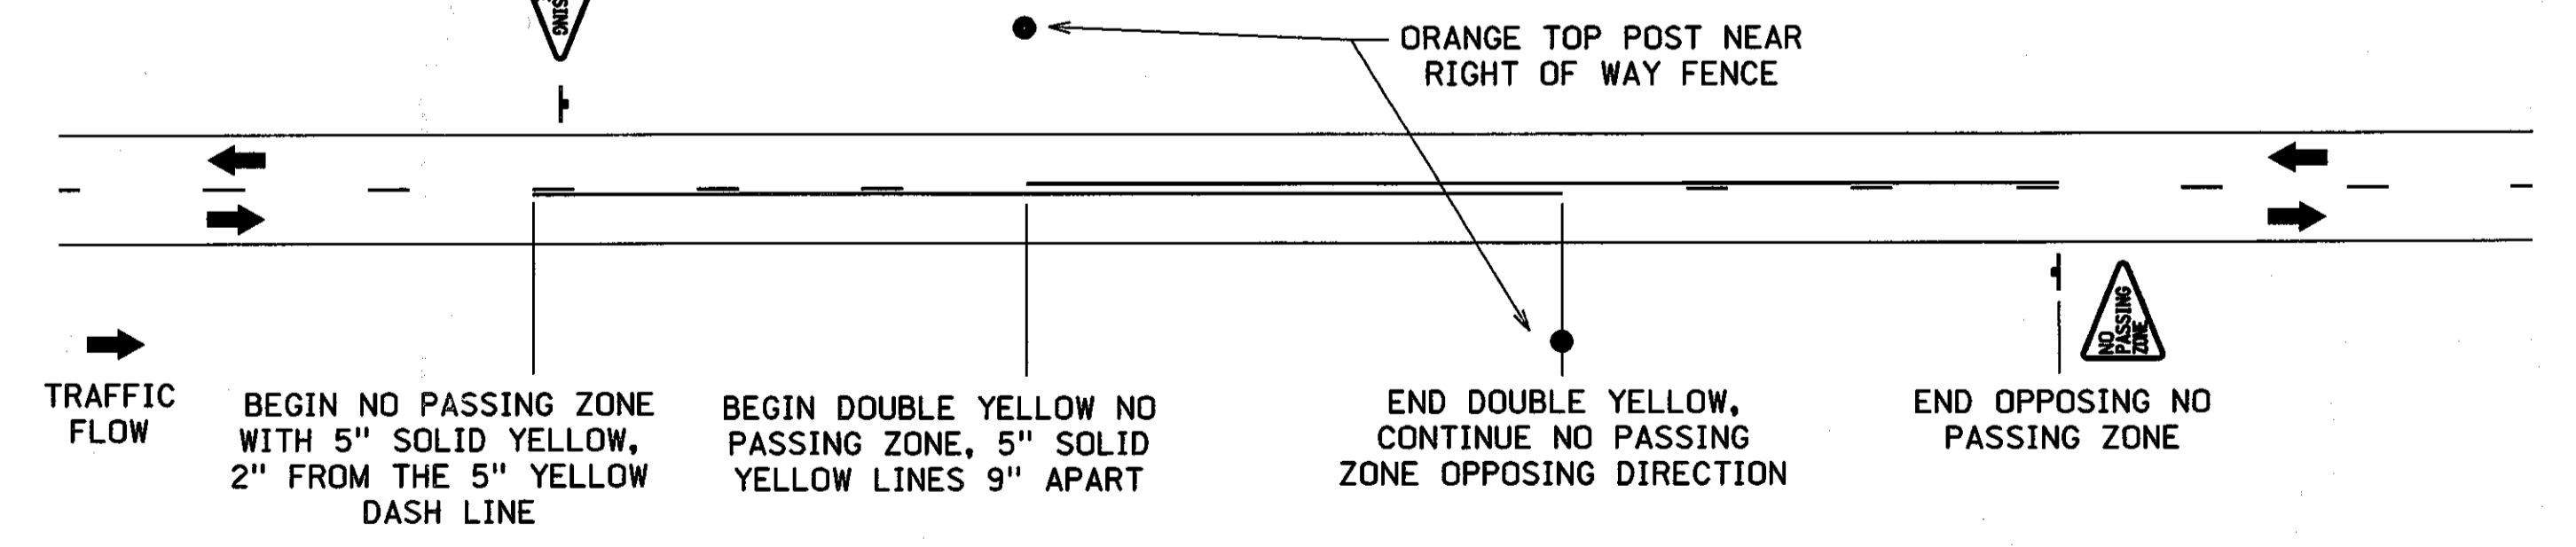 SING
ORANGE TOP POST NEAR
RIGHT OF WAY FENCE
NO
PASSING
ZONE
TRAFFIC
FLOW
BEGIN NO PASSING ZONE
WITH 5" SOLID YELLOW,
2" FROM THE 5" YELLOW
DASH LINE
BEGIN DOUBLE YELLOW NO
PASSING ZONE, 5" SOLID
YELLOW LINES 9" APART
END DOUBLE YELLOW,
CONTINUE NO PASSING
ZONE OPPOSING DIRECTION
END OPPOSING NO
PASSING ZONE